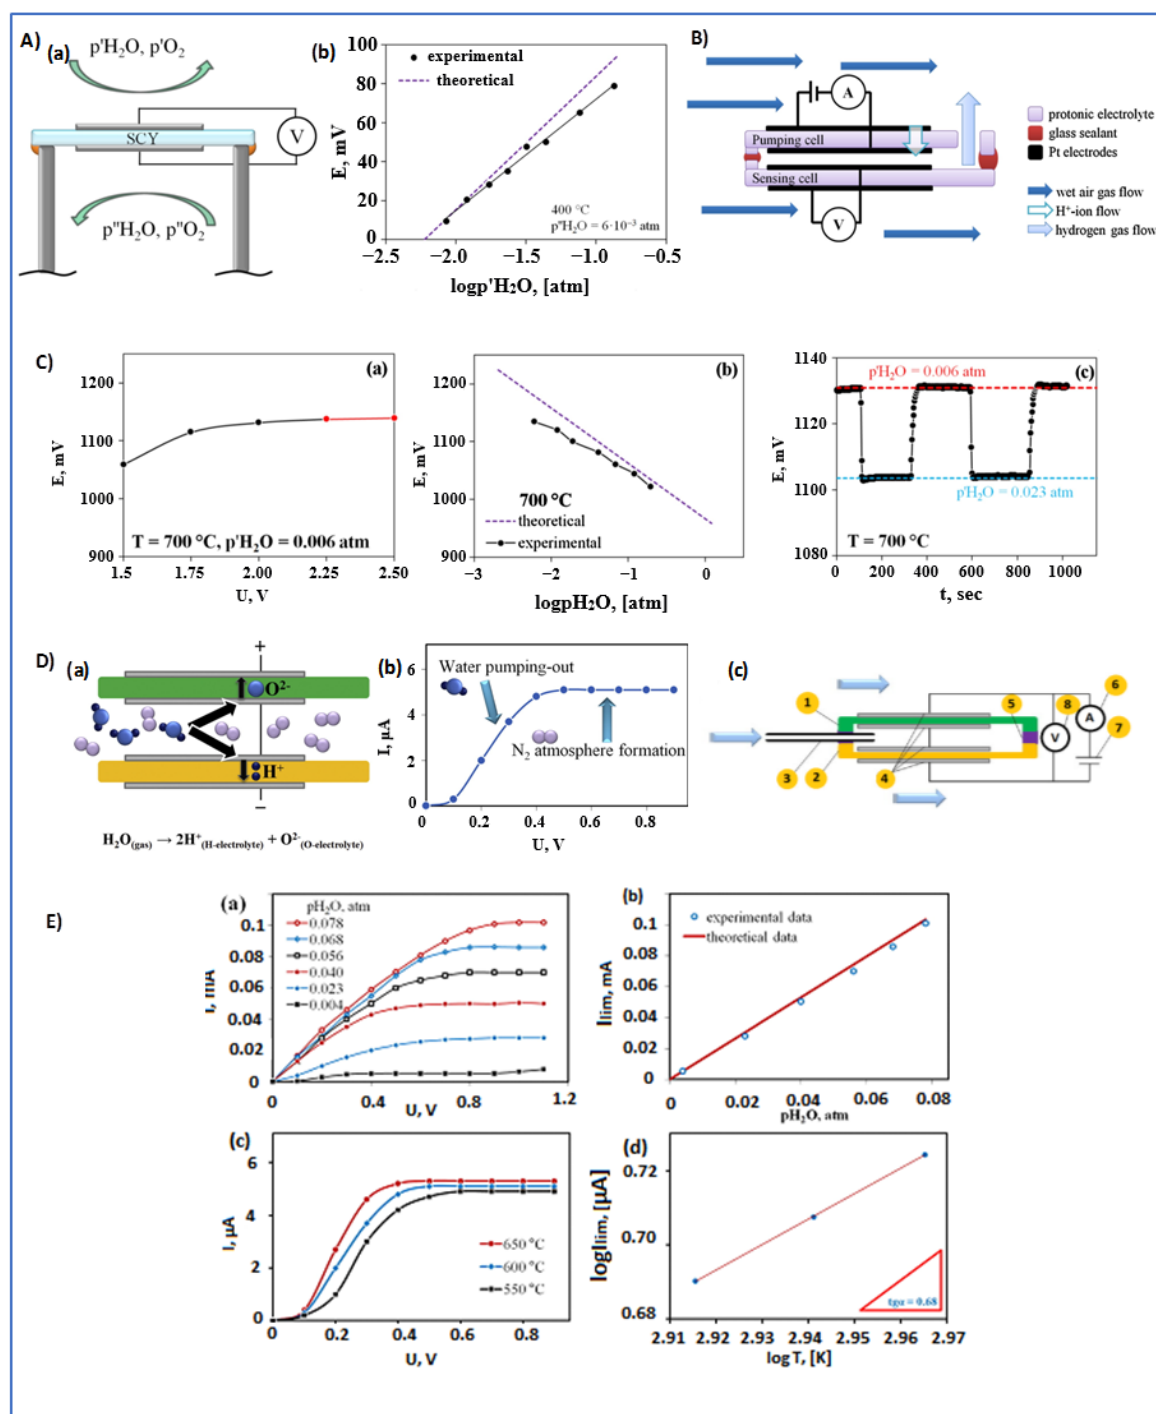 A)
(a)
p'H₂O, p'O₂
SCY
V
p''H₂O, p''O₂
(b)
experimental
theoretical
100
80
60
40
20
0
E, mV
400 °C
p''H₂O = 6·10⁻³ atm
−2.5 −2.0 −1.5 −1.0 −0.5
logp'H₂O, [atm]
B)
A
Pumping cell
Sensing cell
V
protonic electrolyte
glass sealant
Pt electrodes
wet air gas flow
H⁺-ion flow
hydrogen gas flow
C)
(a)
1200
1100
1000
900
E, mV
T = 700 °C, p'H₂O = 0.006 atm
1.5 1.75 2.00 2.25 2.50
U, V
(b)
1200
1100
1000
900
E, mV
700 °C
theoretical
experimental
−3 −2 −1 0
logpH₂O, [atm]
(c)
1140
1120
1100
1080
E, mV
p'H₂O = 0.006 atm
p'H₂O = 0.023 atm
T = 700 °C
0 200 400 600 800 1000
t, sec
D)
(a)
+
O²⁻
H⁺
−
H₂O(gas) → 2H⁺(H-electrolyte) + O²⁻(O-electrolyte)
(b)
6
4
2
0
I, μA
Water pumping-out
N₂ atmosphere formation
0 0.2 0.4 0.6 0.8
U, V
(c)
1 2 3 4 5 6 7 8
V
A
E)
(a)
pH₂O, atm
0.078
0.068
0.056
0.040
0.023
0.004
0.1
0.08
0.06
0.04
0.02
0
I, mA
0 0.4 0.8 1.2
U, V
(b)
experimental data
theoretical data
0.1
0.08
0.06
0.04
0.02
0
Ilim, mA
0 0.02 0.04 0.06 0.08
pH₂O, atm
(c)
6
4
2
0
I, μA
650 °C
600 °C
550 °C
0 0.2 0.4 0.6 0.8
U, V
(d)
0.72
0.70
0.68
logIlim, [μA]
tgα = 0.68
2.91 2.92 2.93 2.94 2.95 2.96 2.97
logT, [K]